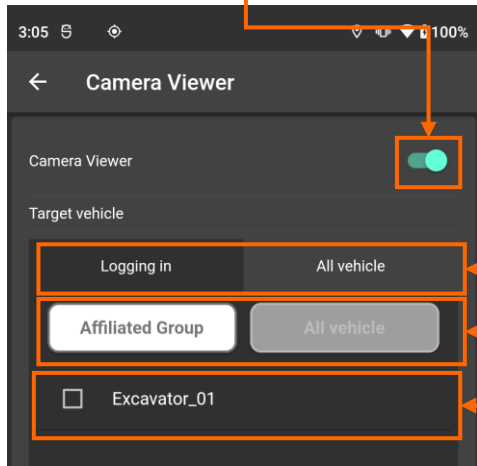 3:05 100%
Camera Viewer
Camera Viewer
Target vehicle
Logging in All vehicle
Affiliated Group All vehicle
Excavator_01